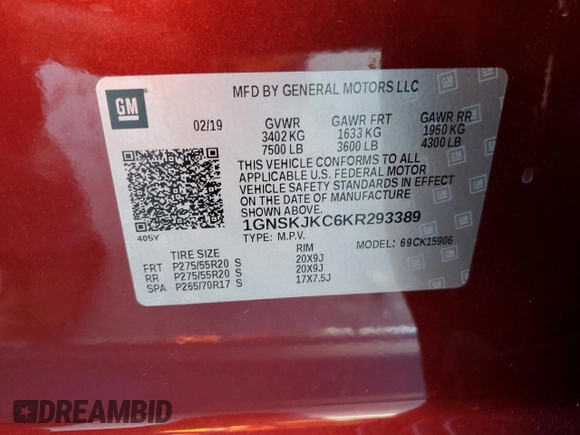 GM
MFD BY GENERAL MOTORS LLC
02/19 GVWR GAWR FRT GAWR RR
3402 KG 1633 KG 1950 KG
7500 LB 3600 LB 4300 LB
THIS VEHICLE CONFORMS TO ALL
APPLICABLE U.S. FEDERAL MOTOR
VEHICLE SAFETY STANDARDS IN EFFECT
ON THE DATE OF MANUFACTURE
SHOWN ABOVE.
1GNSKJKC6KR293389
405Y TYPE: M.P.V. MODEL: 69CK15906
TIRE SIZE RIM
FRT P275/55R20 S 20X9J
RR P275/55R20 S 20X9J
SPA P265/70R17 S 17X7.5J
DREAMBID